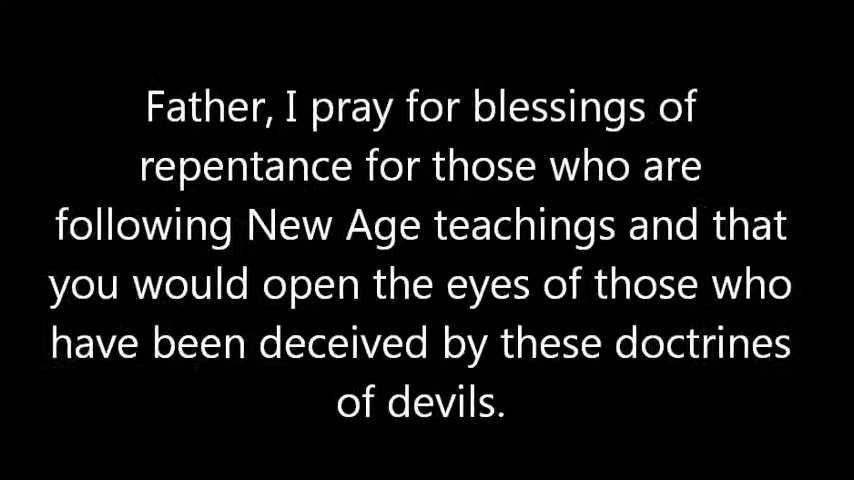 Father, I pray for blessings of
repentance for those who are
following New Age teachings and that
you would open the eyes of those who
have been deceived by these doctrines
of devils.